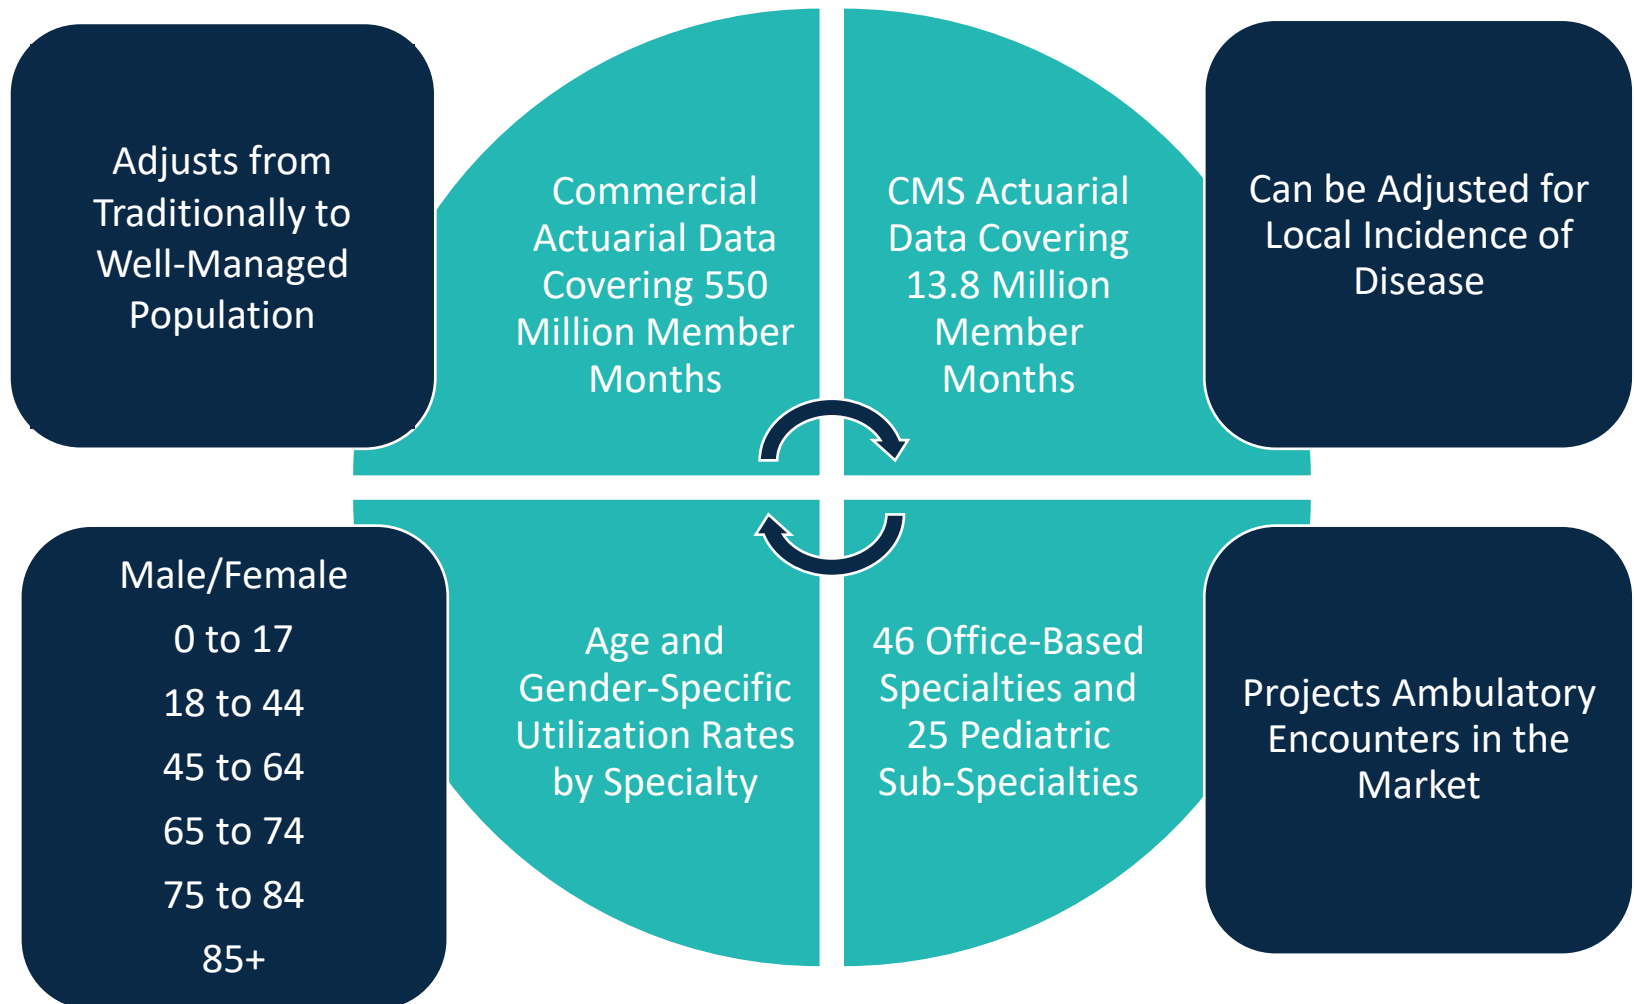 Adjusts from
Traditionally to
Well-Managed
Population
Commercial
Actuarial Data
Covering 550
Million Member
Months
CMS Actuarial
Data Covering
13.8 Million
Member
Months
Can be Adjusted for
Local Incidence of
Disease
Male/Female
0 to 17
18 to 44
45 to 64
65 to 74
75 to 84
85+
Age and
Gender-Specific
Utilization Rates
by Specialty
46 Office-Based
Specialties and
25 Pediatric
Sub-Specialties
Projects Ambulatory
Encounters in the
Market